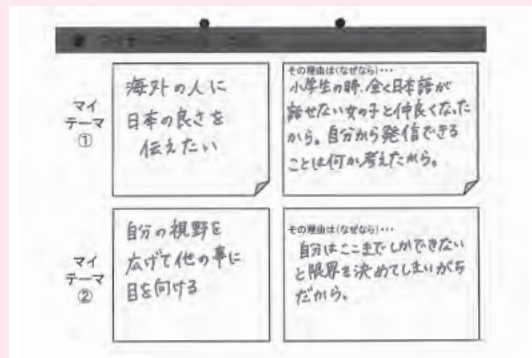 マイ
テーマ
①
海外の人に
日本の良さを
伝えたい
その理由は(なぜなら)…
小学生の時、全く日本語が
話せない女の子と仲良くなった
から。自分から発信できる
ことは何か考えたから。
マイ
テーマ
②
自分の視野を
広げて他の事に
目を向ける
その理由は(なぜなら)…
自分はここまでしかできない
と限界を決めてしまいがち
だから。